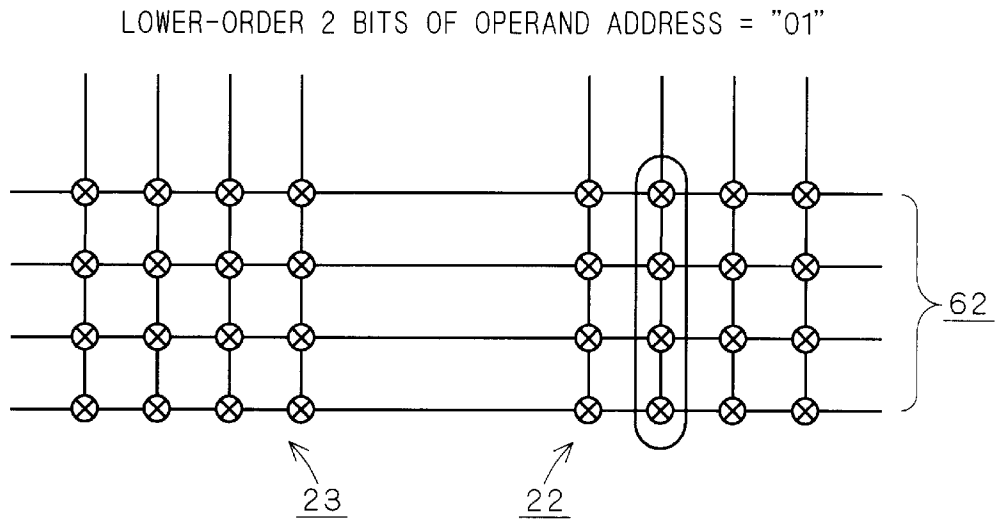 LOWER-ORDER 2 BITS OF OPERAND ADDRESS = "01"
62
23
22